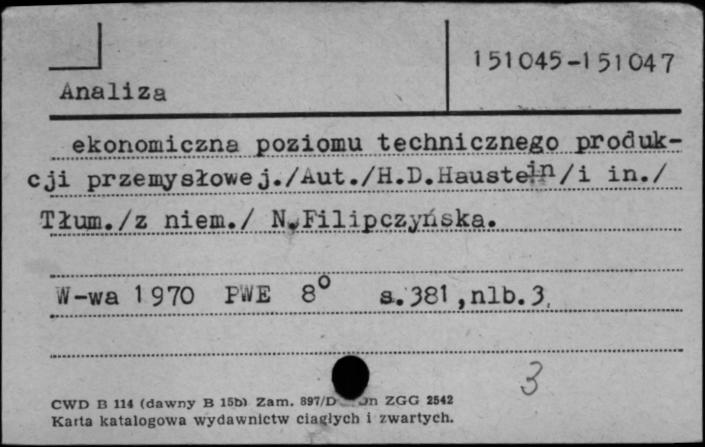 151045-151047
Analiza
ekonomiczna poziomu technicznego produk-
cji przemysłowej./Aut./H.D.Haustein/i in./
Tłum./z niem./ N.Filipczyńska.
W-wa 1970 PWE 8° s.381,nlb.3.
3
CWD B 114 (dawny B 15b) Zam. 897/D ZGG 2542
Karta katalogowa wydawnictw ciągłych i zwartych.